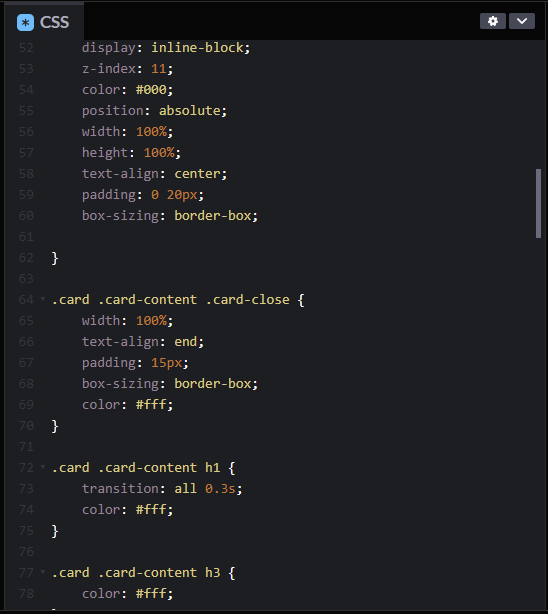 CSS
52 display: inline-block;
53 z-index: 11;
54 color: #000;
55 position: absolute;
56 width: 100%;
57 height: 100%;
58 text-align: center;
59 padding: 0 20px;
60 box-sizing: border-box;
61
62 }
63
64 .card .card-content .card-close {
65 width: 100%;
66 text-align: end;
67 padding: 15px;
68 box-sizing: border-box;
69 color: #fff;
70 }
71
72 .card .card-content h1 {
73 transition: all 0.3s;
74 color: #fff;
75 }
76
77 .card .card-content h3 {
78 color: #fff;